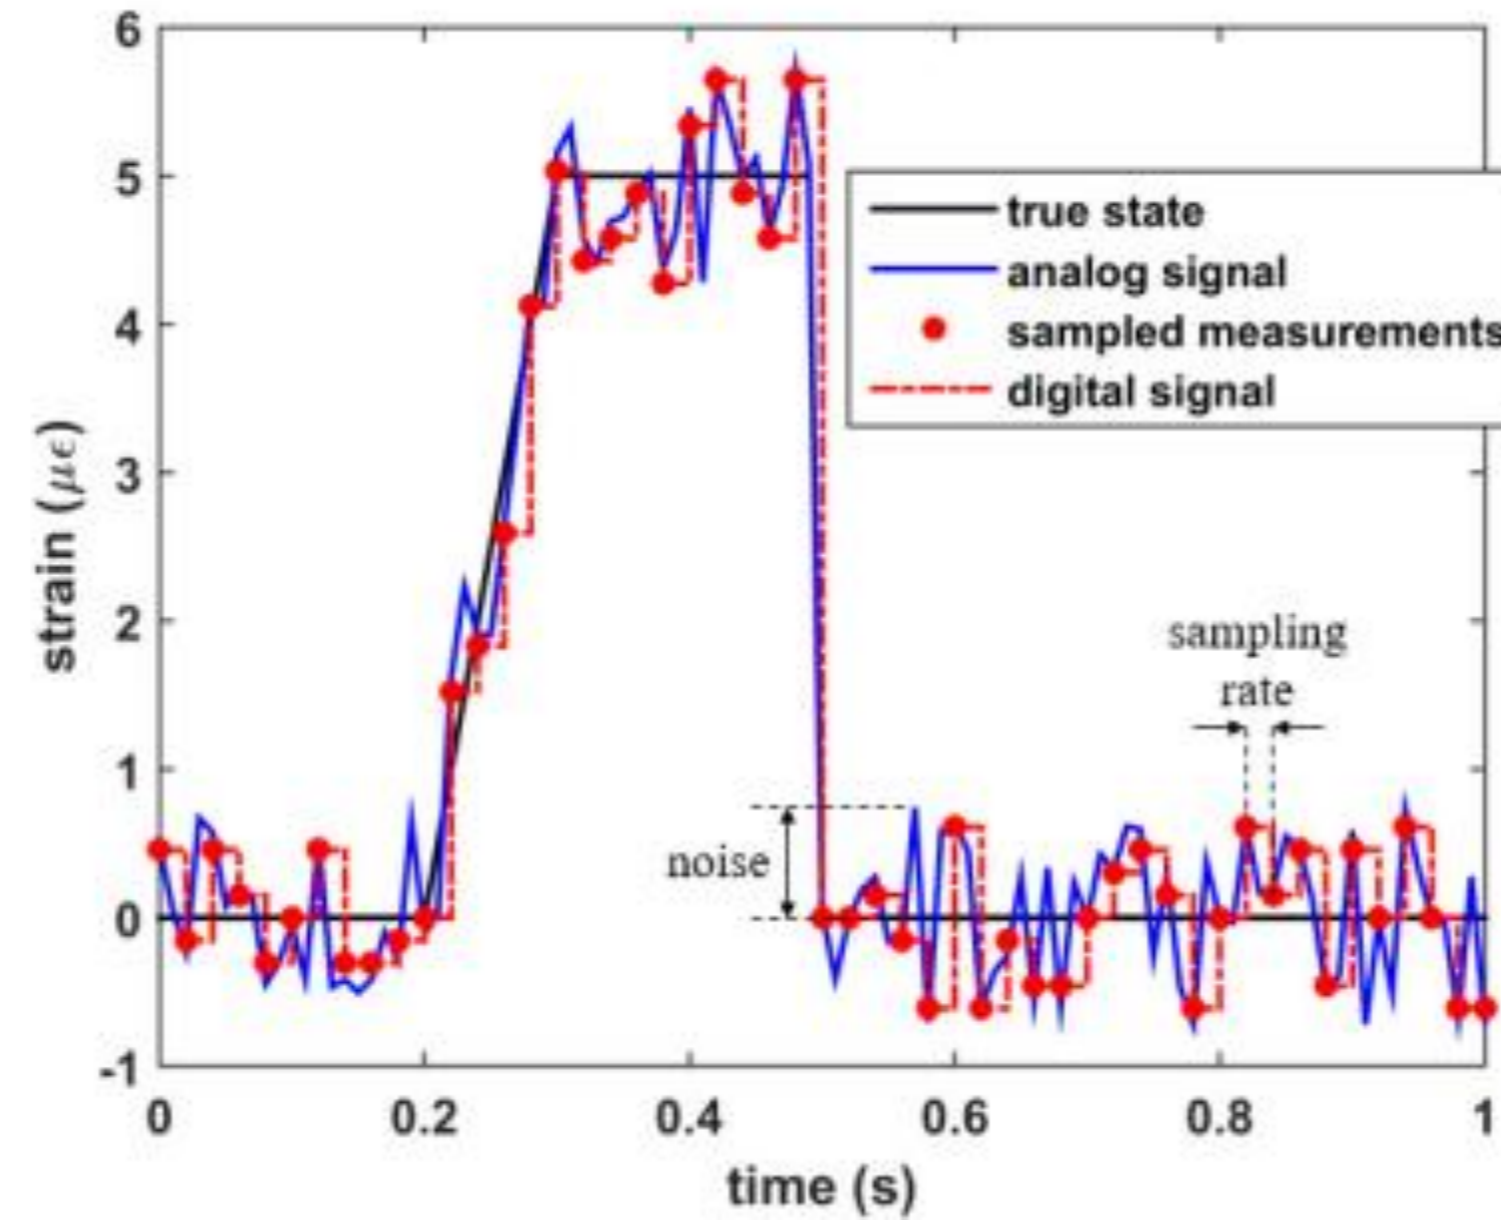 6
5
4
3
2
1
0
-1
strain (με)
true state
analog signal
sampled measurements
digital signal
sampling
rate
noise
0
0.2
0.4
0.6
0.8
1
time (s)